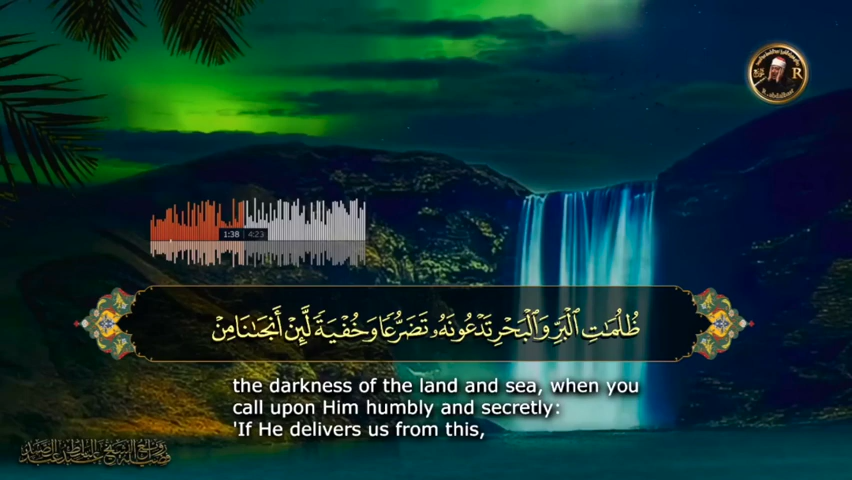 R
1:38 4:23
ظُلُمَٰتِ ٱلْبَرِّ وَٱلْبَحْرِ تَدْعُونَهُۥ تَضَرُّعًا وَخُفْيَةً لَّئِنْ أَنجَىٰنَا مِنْ
the darkness of the land and sea, when you
call upon Him humbly and secretly:
'If He delivers us from this,